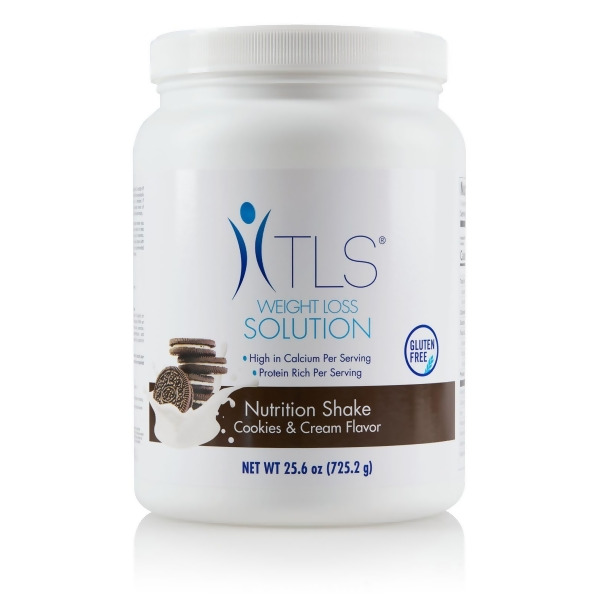 TLS®
WEIGHT LOSS
SOLUTION
• High in Calcium Per Serving
• Protein Rich Per Serving
GLUTEN
FREE
Nutrition Shake
Cookies & Cream Flavor
NET WT 25.6 oz (725.2 g)